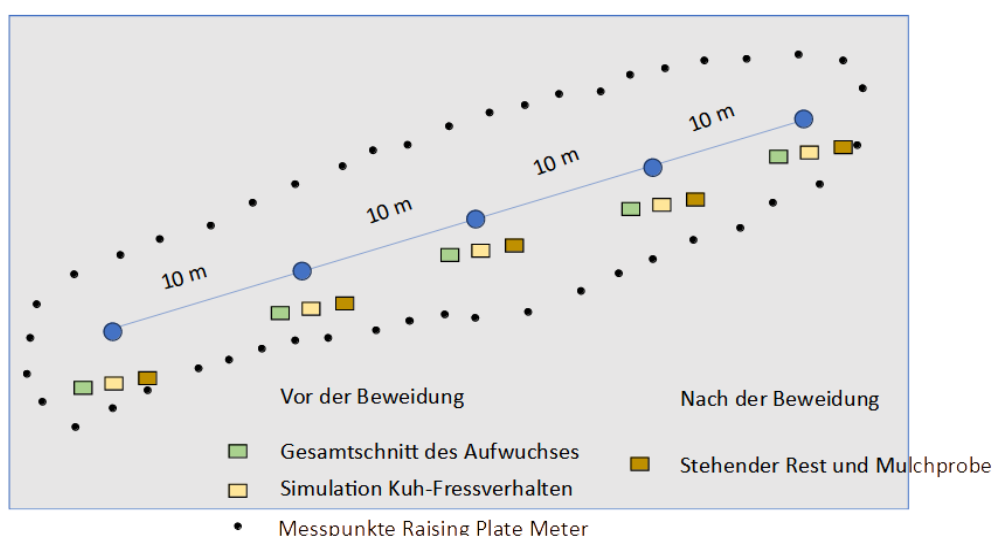 10 m
10 m
10 m
10 m
Vor der Beweidung
Nach der Beweidung
Gesamtschnitt des Aufwuchses
Stehender Rest und Mulchprobe
Simulation Kuh-Fressverhalten
Messpunkte Raising Plate Meter